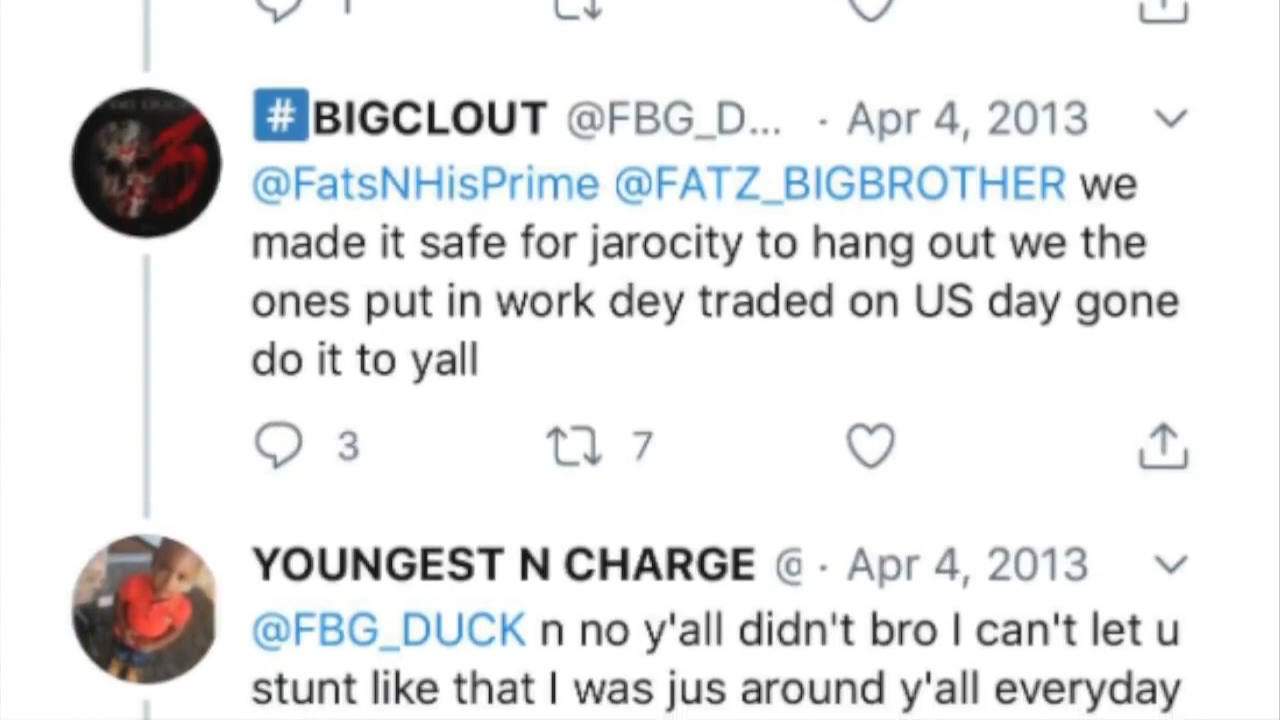 #BIGCLOUT @FBG_D... · Apr 4, 2013
@FatsNHisPrime @FATZ_BIGBROTHER we
made it safe for jarocity to hang out we the
ones put in work dey traded on US day gone
do it to yall
3 7
YOUNGEST N CHARGE @ · Apr 4, 2013
@FBG_DUCK n no y'all didn't bro I can't let u
stunt like that I was jus around y'all everyday